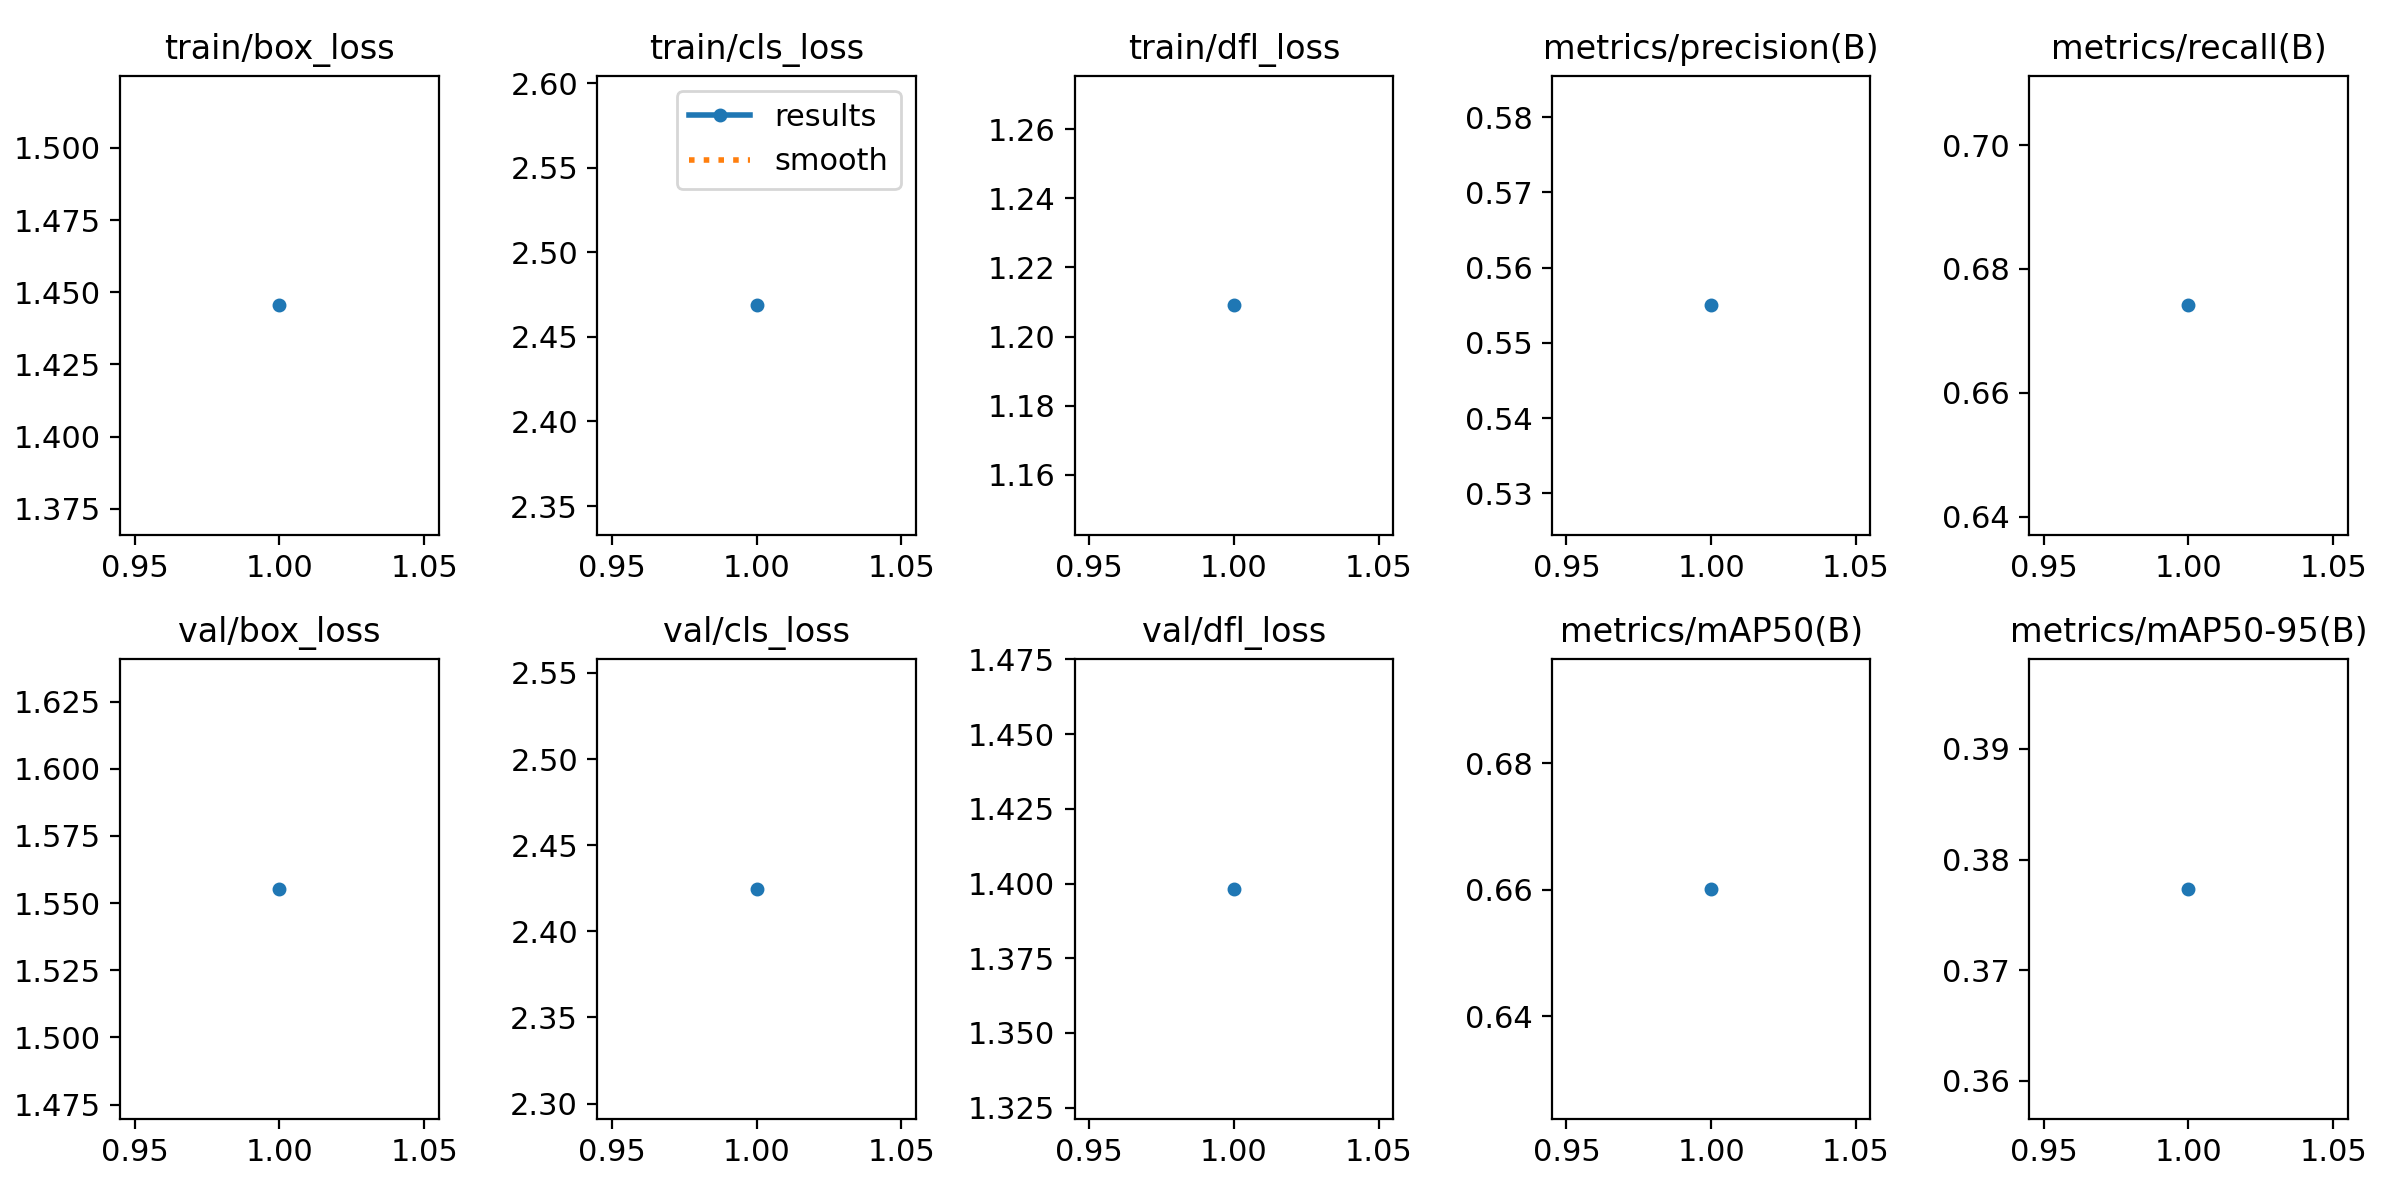 train/box_loss
1.500
1.475
1.450
1.425
1.400
1.375
0.95 1.00 1.05
train/cls_loss
results
smooth
2.60
2.55
2.50
2.45
2.40
2.35
0.95 1.00 1.05
train/dfl_loss
1.26
1.24
1.22
1.20
1.18
1.16
0.95 1.00 1.05
metrics/precision(B)
0.58
0.57
0.56
0.55
0.54
0.53
0.95 1.00 1.05
metrics/recall(B)
0.70
0.68
0.66
0.64
0.95 1.00 1.05
val/box_loss
1.625
1.600
1.575
1.550
1.525
1.500
1.475
0.95 1.00 1.05
val/cls_loss
2.55
2.50
2.45
2.40
2.35
2.30
0.95 1.00 1.05
val/dfl_loss
1.475
1.450
1.425
1.400
1.375
1.350
1.325
0.95 1.00 1.05
metrics/mAP50(B)
0.68
0.66
0.64
0.95 1.00 1.05
metrics/mAP50-95(B)
0.39
0.38
0.37
0.36
0.95 1.00 1.05